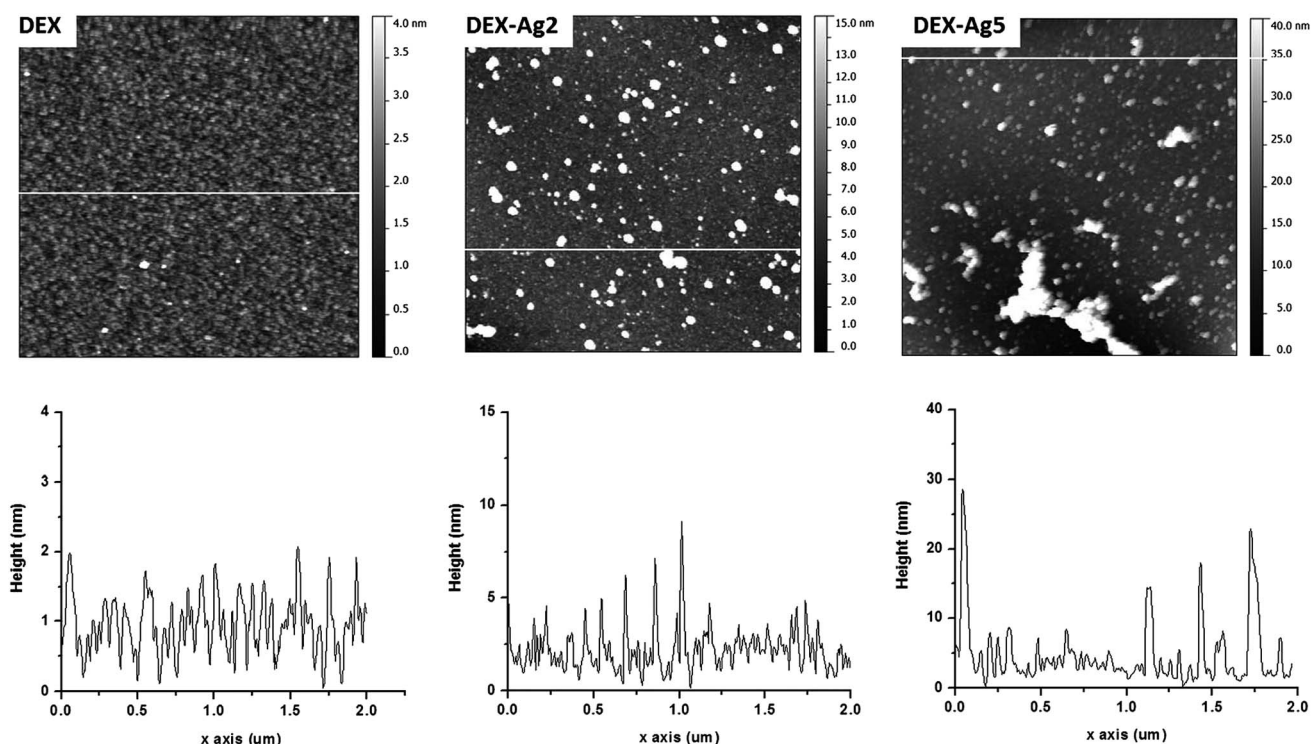 DEX
4.0 nm
3.5
3.0
2.5
2.0
1.5
1.0
0.5
0.0
DEX-Ag2
15.0 nm
13.0
12.0
11.0
10.0
9.0
8.0
7.0
6.0
5.0
4.0
3.0
2.0
1.0
0.0
DEX-Ag5
40.0 nm
35.0
30.0
25.0
20.0
15.0
10.0
5.0
0.0
Height (nm)
4
3
2
1
0
0.0 0.5 1.0 1.5 2.0
x axis (um)
Height (nm)
15
10
5
0
0.0 0.5 1.0 1.5 2.0
x axis (um)
Height (nm)
40
30
20
10
0
0.0 0.5 1.0 1.5 2.0
x axis (um)